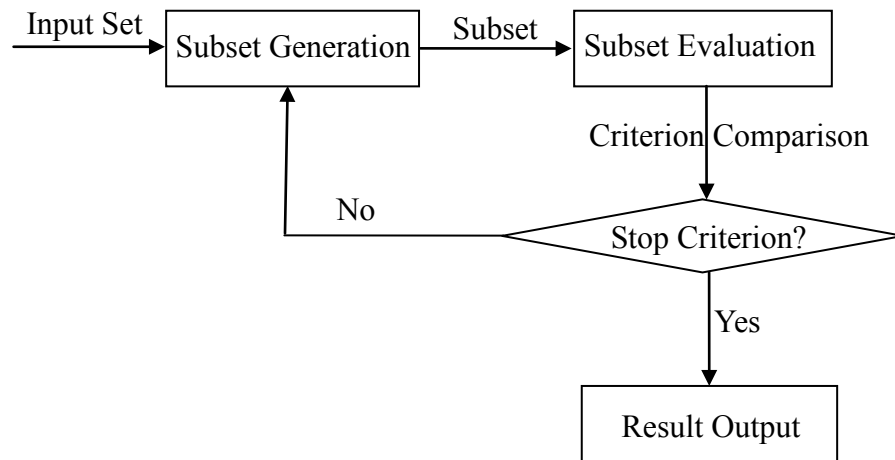 Input Set
Subset Generation
Subset
Subset Evaluation
Criterion Comparison
No
Stop Criterion?
Yes
Result Output